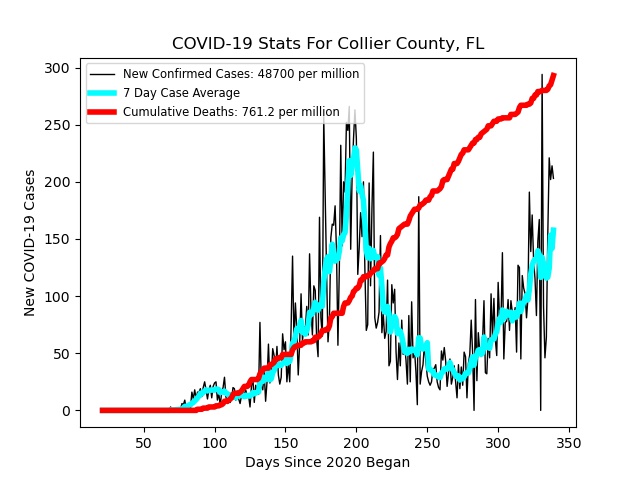 COVID-19 Stats For Collier County, FL
New Confirmed Cases: 48700 per million
7 Day Case Average
Cumulative Deaths: 761.2 per million
New COVID-19 Cases
300
250
200
150
100
50
0
50
100
150
200
250
300
350
Days Since 2020 Began